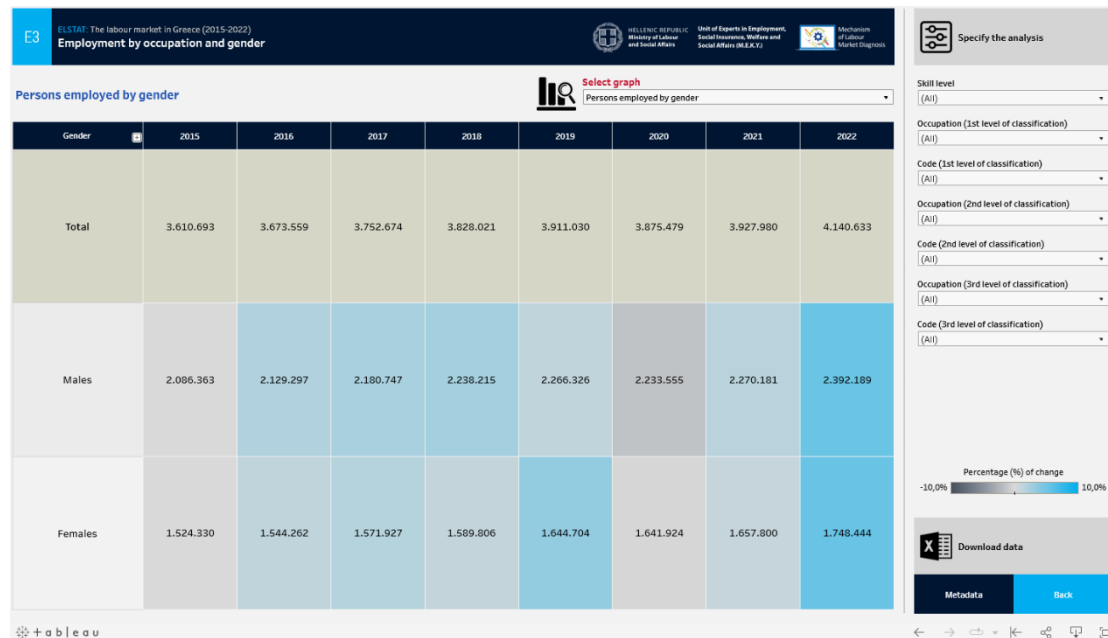 E3
ELSTAT: The labour market in Greece (2015-2022)
Employment by occupation and gender
HELLENIC REPUBLIC
Ministry of Labour
and Social Affairs
Unit of Experts in Employment,
Social Insurance, Welfare and
Social Affairs (M.E.K.Y.)
Mechanism
of Labour
Market Diagnosis
Specify the analysis
Persons employed by gender
Select graph
Persons employed by gender
Gender 2015 2016 2017 2018 2019 2020 2021 2022
Total 3.610.693 3.673.559 3.752.674 3.828.021 3.911.030 3.875.479 3.927.980 4.140.633
Males 2.086.363 2.129.297 2.180.747 2.238.215 2.266.326 2.233.555 2.270.181 2.392.189
Females 1.524.330 1.544.262 1.571.927 1.589.806 1.644.704 1.641.924 1.657.800 1.748.444
Skill level
(All)
Occupation (1st level of classification)
(All)
Code (1st level of classification)
(All)
Occupation (2nd level of classification)
(All)
Code (2nd level of classification)
(All)
Occupation (3rd level of classification)
(All)
Code (3rd level of classification)
(All)
Percentage (%) of change
-10,0% 10,0%
Download data
Metadata Back
+ a b l e a u